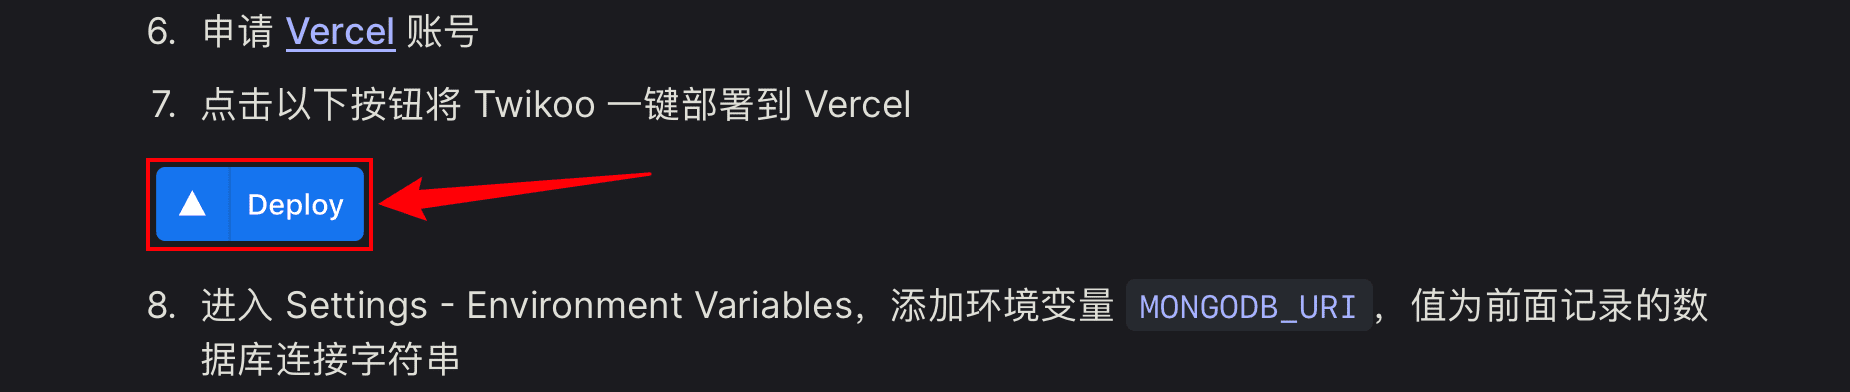 6. 申请 Vercel 账号
7. 点击以下按钮将 Twikoo 一键部署到 Vercel
Deploy
8. 进入 Settings - Environment Variables，添加环境变量 MONGODB_URI，值为前面记录的数
据库连接字符串